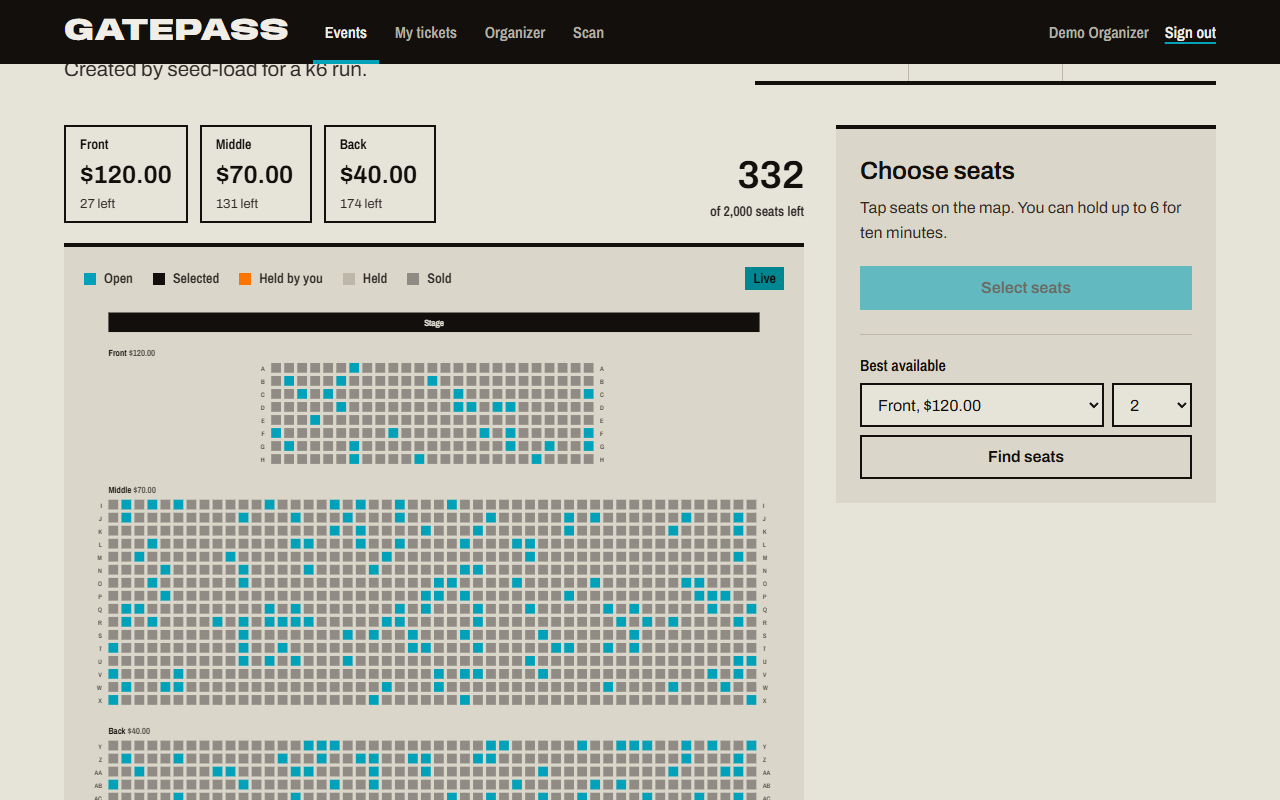 GATEPASS Events My tickets Organizer Scan Demo Organizer Sign out
Created by seed-load for a k6 run.
Front
$120.00
27 left
Middle
$70.00
131 left
Back
$40.00
174 left
332
of 2,000 seats left
Open Selected Held by you Held Sold Live
Stage
Front $120.00
A A
B B
C C
D D
E E
F F
G G
H H
Middle $70.00
I I
J J
K K
L L
M M
N N
O O
P P
Q Q
R R
S S
T T
U U
V V
W W
X X
Back $40.00
Y Y
Z Z
AA AA
AB AB
AC AC
Choose seats
Tap seats on the map. You can hold up to 6 for
ten minutes.
Select seats
Best available
Front, $120.00 2
Find seats